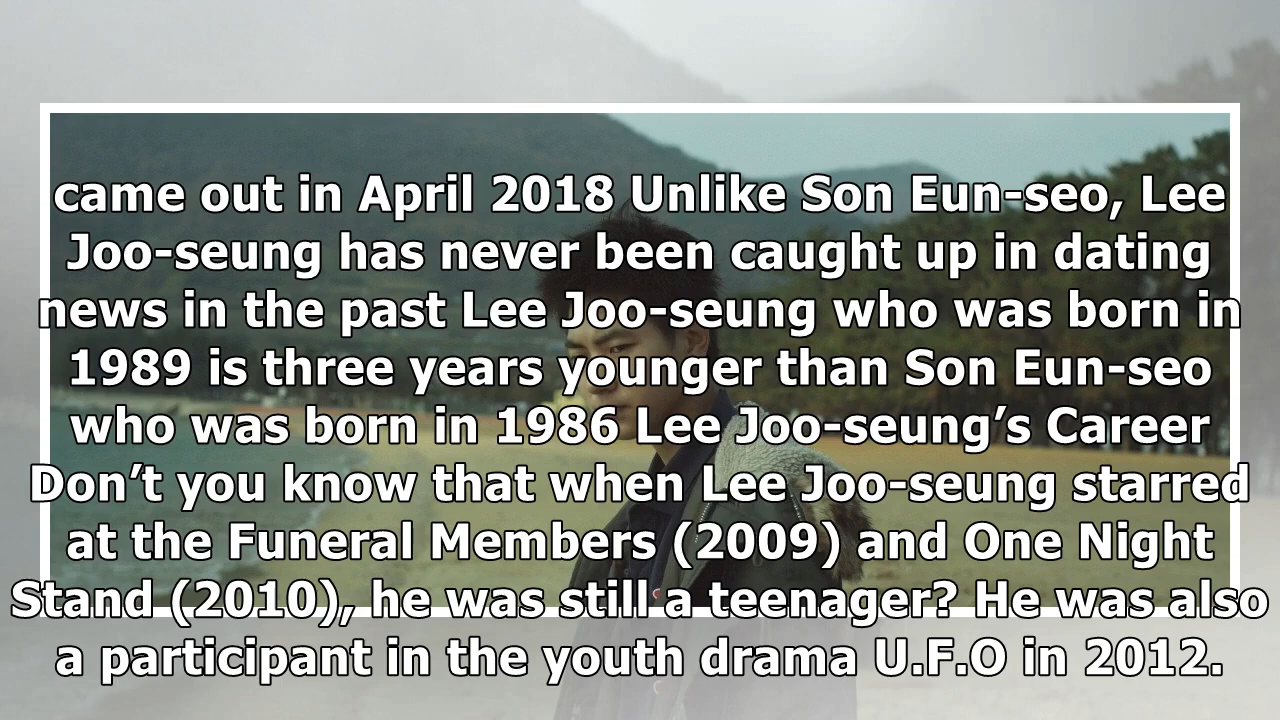 came out in April 2018 Unlike Son Eun-seo, Lee
Joo-seung has never been caught up in dating
news in the past Lee Joo-seung who was born in
1989 is three years younger than Son Eun-seo
who was born in 1986 Lee Joo-seung’s Career
Don’t you know that when Lee Joo-seung starred
at the Funeral Members (2009) and One Night
Stand (2010), he was still a teenager? He was also
a participant in the youth drama U.F.O in 2012.